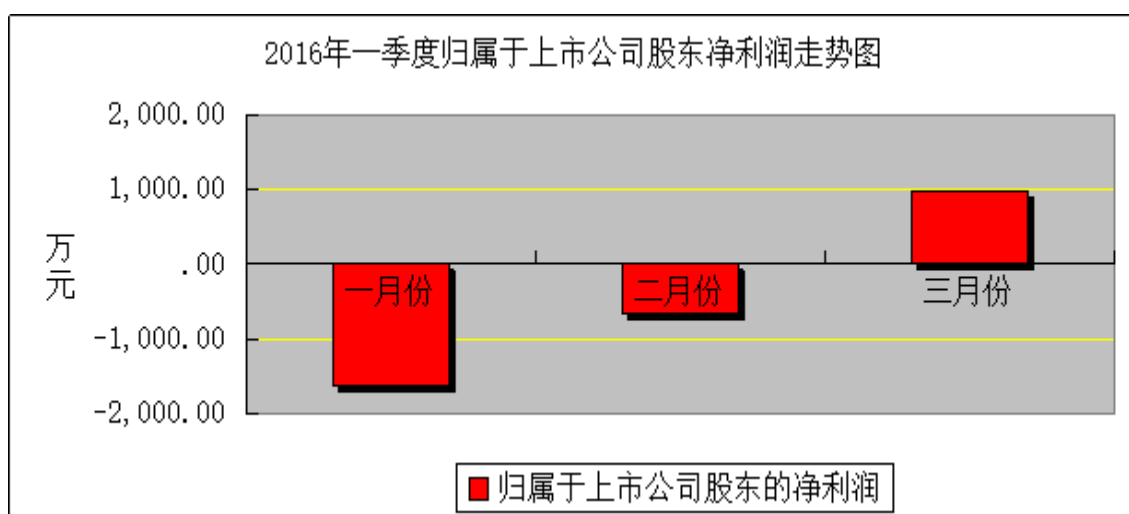 2016年一季度归属于上市公司股东净利润走势图
2,000.00
1,000.00
.00
-1,000.00
-2,000.00
万元
一月份
二月份
三月份
归属于上市公司股东的净利润